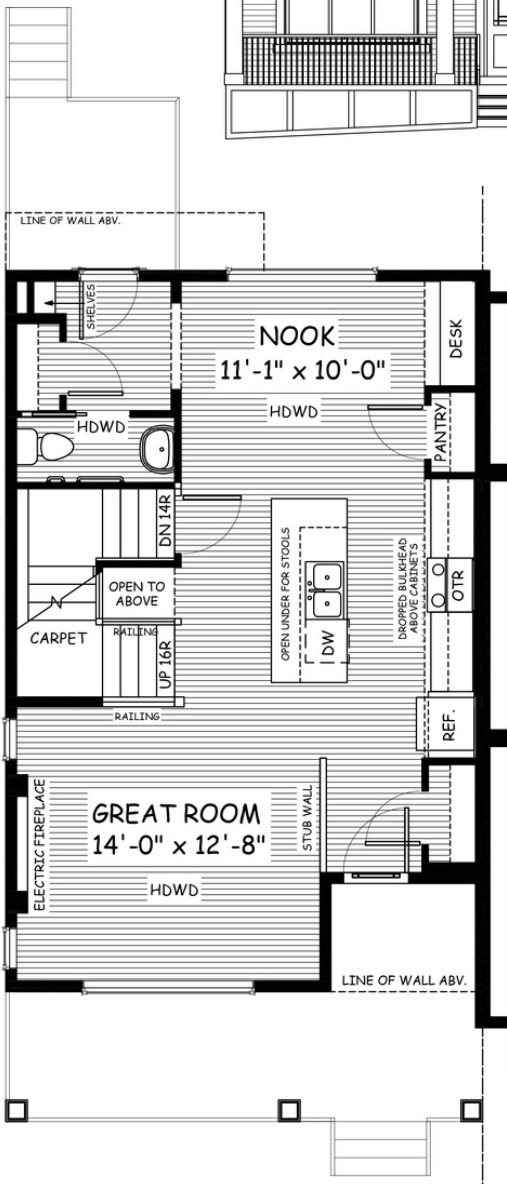 LINE OF WALL ABV.
SHELVES
NOOK
11'-1" x 10'-0"
HDWD
DESK
PANTRY
HDWD
DN 14R
OPEN TO
ABOVE
RAILING
CARPET
UP 16R
RAILING
OPEN UNDER FOR STOOLS
DW
DROPPED BULKHEAD
ABOVE CABINETS
OTR
REF.
ELECTRIC FIREPLACE
GREAT ROOM
14'-0" x 12'-8"
HDWD
STUB WALL
LINE OF WALL ABV.